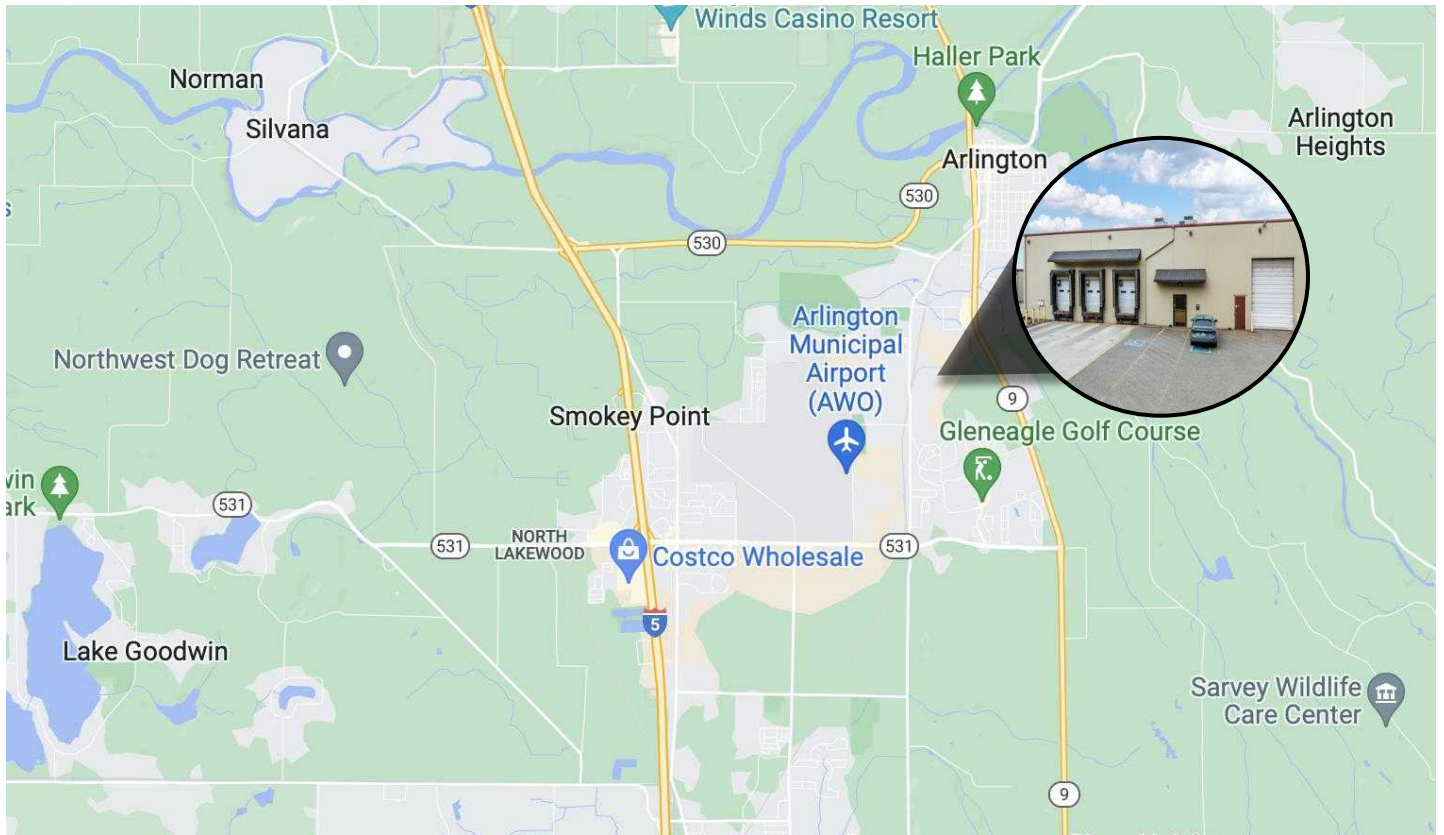 Winds Casino Resort
Haller Park
Norman
Silvana
Arlington
Heights
Arlington
530
530
Arlington
Municipal
Airport
(AWO)
Northwest Dog Retreat
9
Smokey Point
Gleneagle Golf Course
ark
531
531
NORTH
LAKEWOOD
531
Costco Wholesale
5
Lake Goodwin
Sarvey Wildlife
Care Center
9